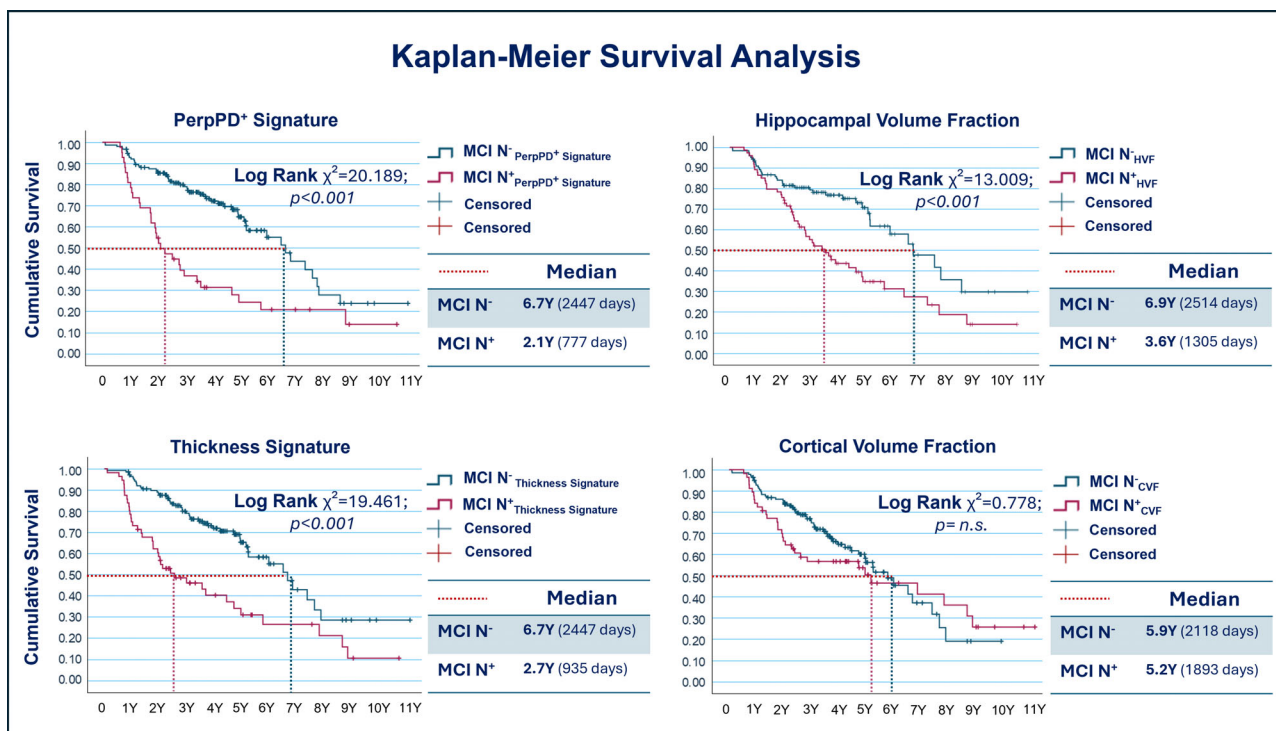 Kaplan-Meier Survival Analysis
PerpPD⁺ Signature
Cumulative Survival
1.00
0.90
0.80
0.70
0.60
0.50
0.40
0.30
0.20
0.10
0.00
0 1Y 2Y 3Y 4Y 5Y 6Y 7Y 8Y 9Y 10Y 11Y
Log Rank χ²=20.189;
p<0.001
MCI N⁻ PerpPD⁺ Signature
MCI N⁺ PerpPD⁺ Signature
Censored
Censored
Median
MCI N⁻ 6.7Y (2447 days)
MCI N⁺ 2.1Y (777 days)
Hippocampal Volume Fraction
1.00
0.90
0.80
0.70
0.60
0.50
0.40
0.30
0.20
0.10
0.00
0 1Y 2Y 3Y 4Y 5Y 6Y 7Y 8Y 9Y 10Y 11Y
Log Rank χ²=13.009;
p<0.001
MCI N⁻HVF
MCI N⁺HVF
Censored
Censored
Median
MCI N⁻ 6.9Y (2514 days)
MCI N⁺ 3.6Y (1305 days)
Thickness Signature
Cumulative Survival
1.00
0.90
0.80
0.70
0.60
0.50
0.40
0.30
0.20
0.10
0.00
0 1Y 2Y 3Y 4Y 5Y 6Y 7Y 8Y 9Y 10Y 11Y
Log Rank χ²=19.461;
p<0.001
MCI N⁻ Thickness Signature
MCI N⁺ Thickness Signature
Censored
Censored
Median
MCI N⁻ 6.7Y (2447 days)
MCI N⁺ 2.7Y (935 days)
Cortical Volume Fraction
1.00
0.90
0.80
0.70
0.60
0.50
0.40
0.30
0.20
0.10
0.00
0 1Y 2Y 3Y 4Y 5Y 6Y 7Y 8Y 9Y 10Y 11Y
Log Rank χ²=0.778;
p= n.s.
MCI N⁻CVF
MCI N⁺CVF
Censored
Censored
Median
MCI N⁻ 5.9Y (2118 days)
MCI N⁺ 5.2Y (1893 days)